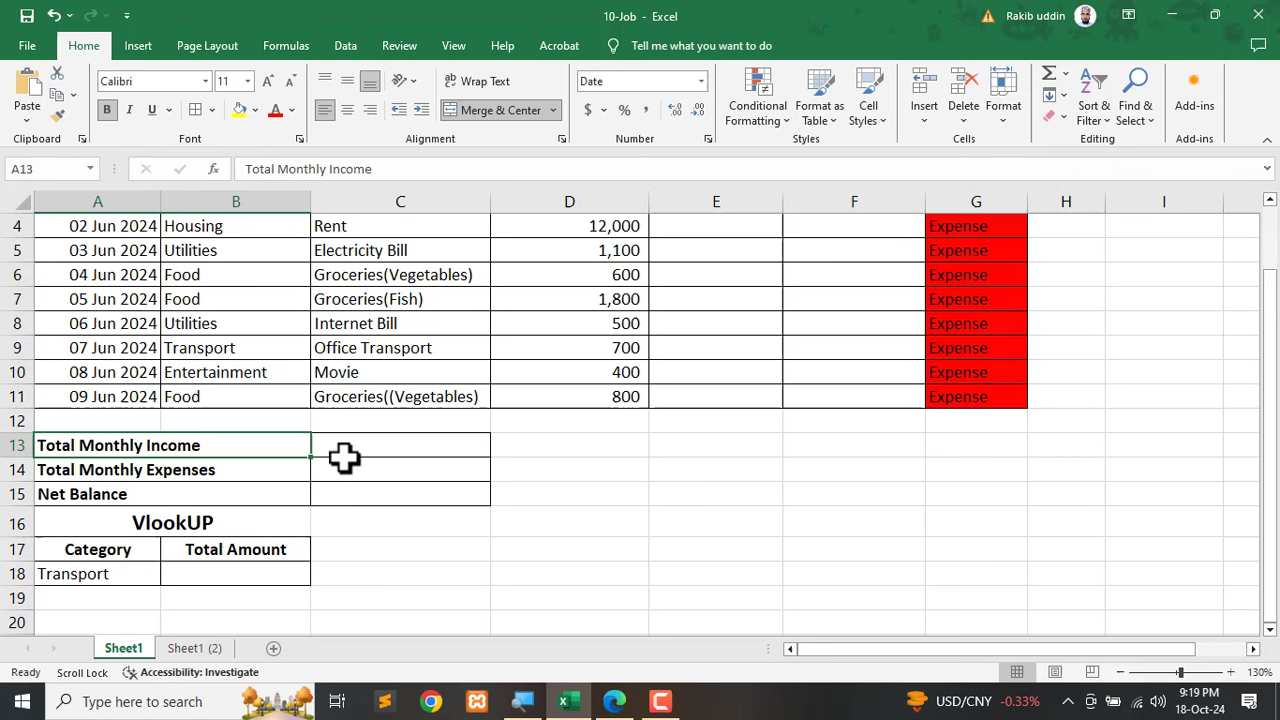 10-Job - Excel
Rakib uddin
File Home Insert Page Layout Formulas Data Review View Help Acrobat Tell me what you want to do
Paste
Calibri 11
Wrap Text
Date
Conditional Formatting
Format as Table
Cell Styles
Insert
Delete
Format
Sort & Filter
Find & Select
Add-ins
B I U
Merge & Center
$ % ,
Clipboard Font Alignment Number Styles Cells Editing Add-ins
A13 fx Total Monthly Income
A B C D E F G H I
4 02 Jun 2024 Housing Rent 12,000 Expense
5 03 Jun 2024 Utilities Electricity Bill 1,100 Expense
6 04 Jun 2024 Food Groceries(Vegetables) 600 Expense
7 05 Jun 2024 Food Groceries(Fish) 1,800 Expense
8 06 Jun 2024 Utilities Internet Bill 500 Expense
9 07 Jun 2024 Transport Office Transport 700 Expense
10 08 Jun 2024 Entertainment Movie 400 Expense
11 09 Jun 2024 Food Groceries((Vegetables) 800 Expense
12
13 Total Monthly Income
14 Total Monthly Expenses
15 Net Balance
16 VlookUP
17 Category Total Amount
18 Transport
19
20
Sheet1 Sheet1 (2)
Ready Scroll Lock Accessibility: Investigate 130%
Type here to search
USD/CNY -0.33%
9:19 PM
18-Oct-24